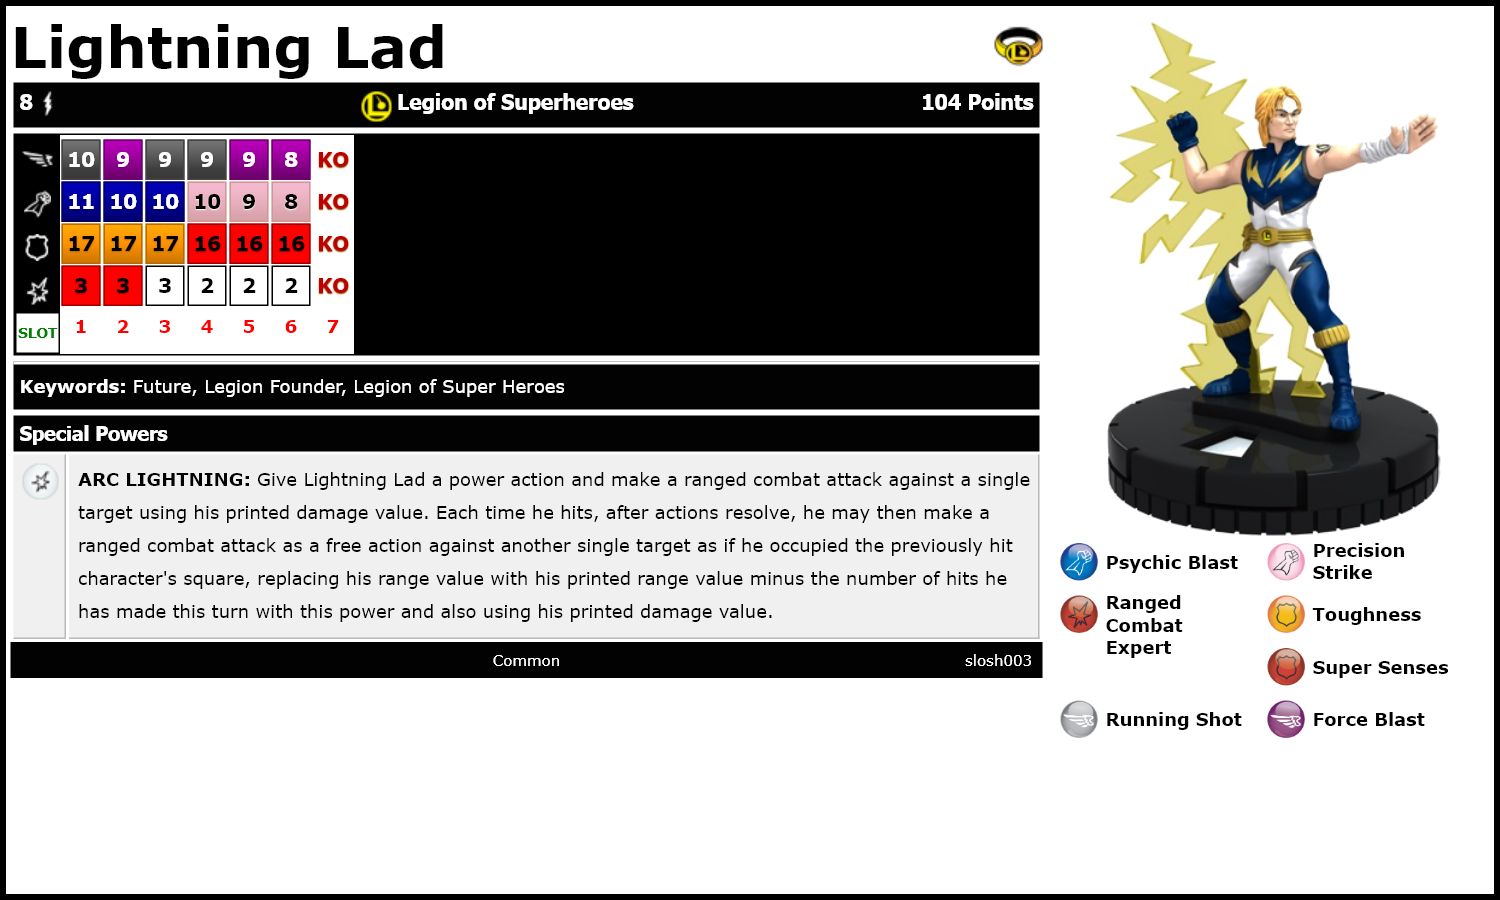 Lightning Lad
8 Legion of Superheroes 104 Points
10 9 9 9 9 8 KO
11 10 10 10 9 8 KO
17 17 17 16 16 16 KO
3 3 3 2 2 2 KO
SLOT 1 2 3 4 5 6 7
Keywords: Future, Legion Founder, Legion of Super Heroes
Special Powers
ARC LIGHTNING: Give Lightning Lad a power action and make a ranged combat attack against a single
target using his printed damage value. Each time he hits, after actions resolve, he may then make a
ranged combat attack as a free action against another single target as if he occupied the previously hit
character's square, replacing his range value with his printed range value minus the number of hits he
has made this turn with this power and also using his printed damage value.
Common slosh003
Psychic Blast
Precision
Strike
Ranged
Combat
Expert
Toughness
Super Senses
Running Shot
Force Blast